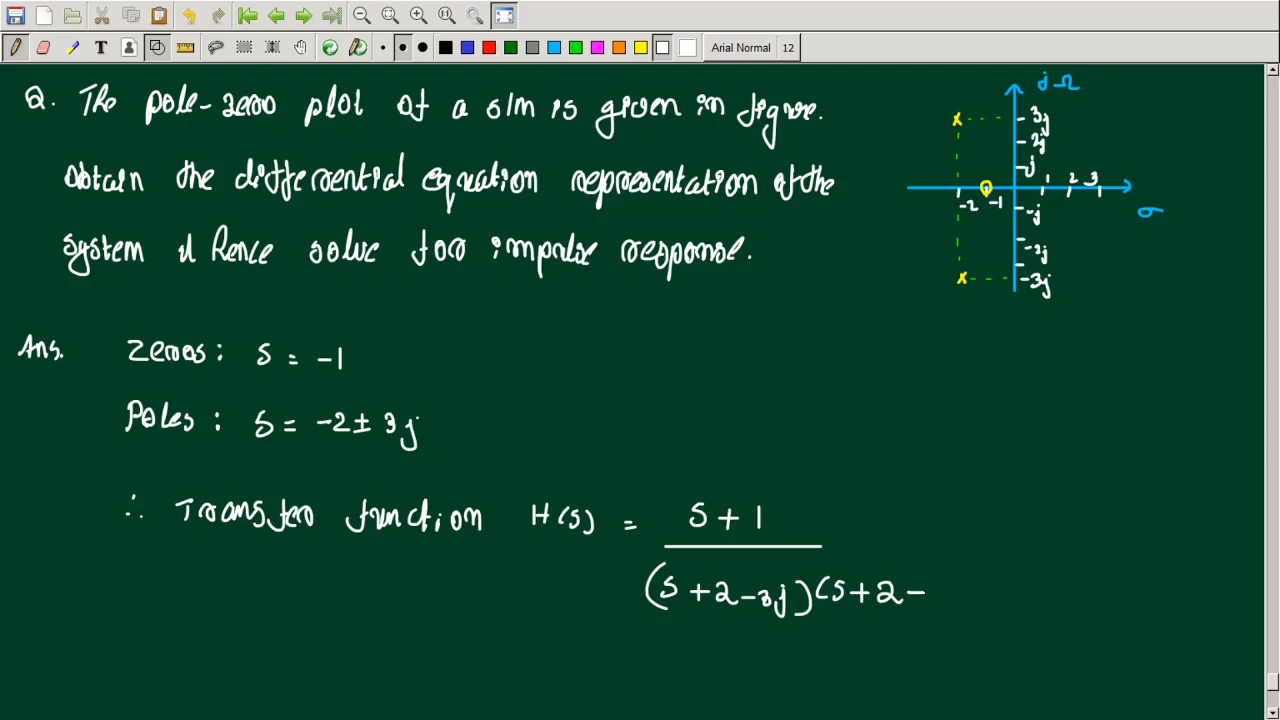 Arial Normal 12
Q. The pole-zero plot of a s/m is given in figure.
Obtain the differential equation representation of the
system & Hence solve for impulse response.
jΩ
3j
2j
j
-2 -1 1 2 3
σ
-j
-2j
-3j
Ans. Zeroes : S = -1
Poles : S = -2 ± 3j
∴ Transfer function H(s) = S + 1
(S + 2 - 3j)(S + 2 -